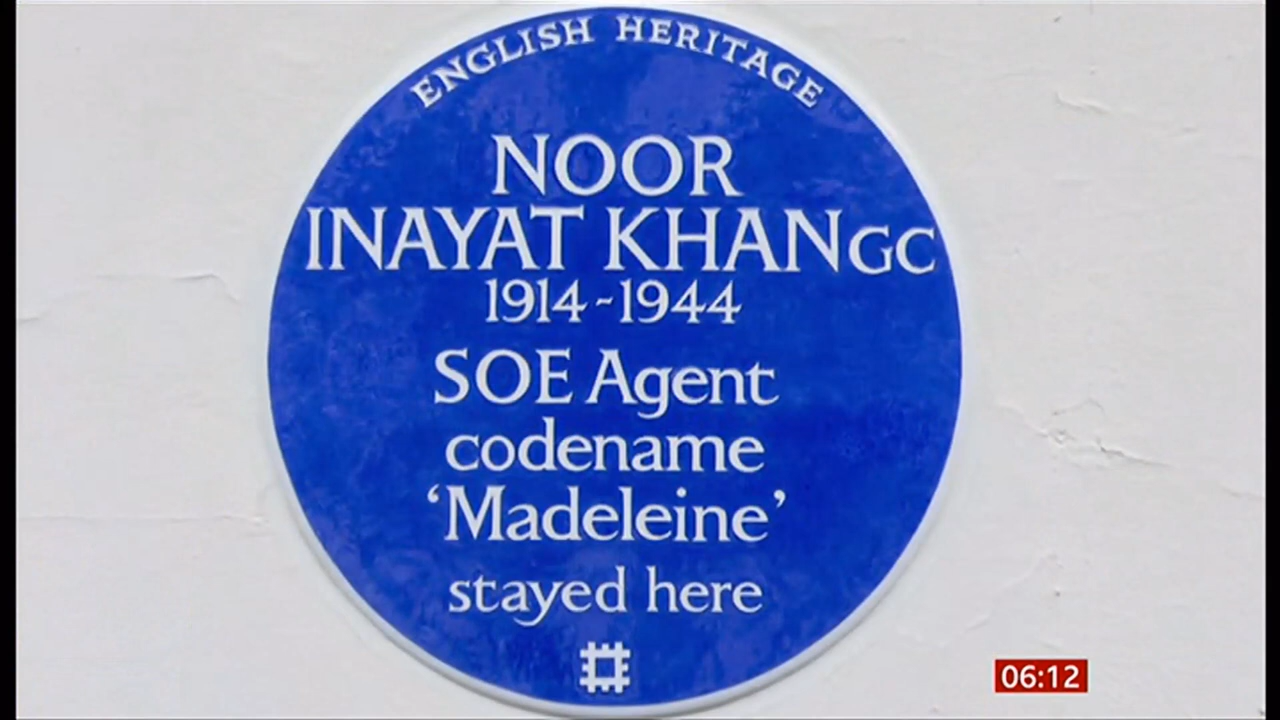 ENGLISH HERITAGE
NOOR
INAYAT KHAN GC
1914-1944
SOE Agent
codename
‘Madeleine’
stayed here
06:12